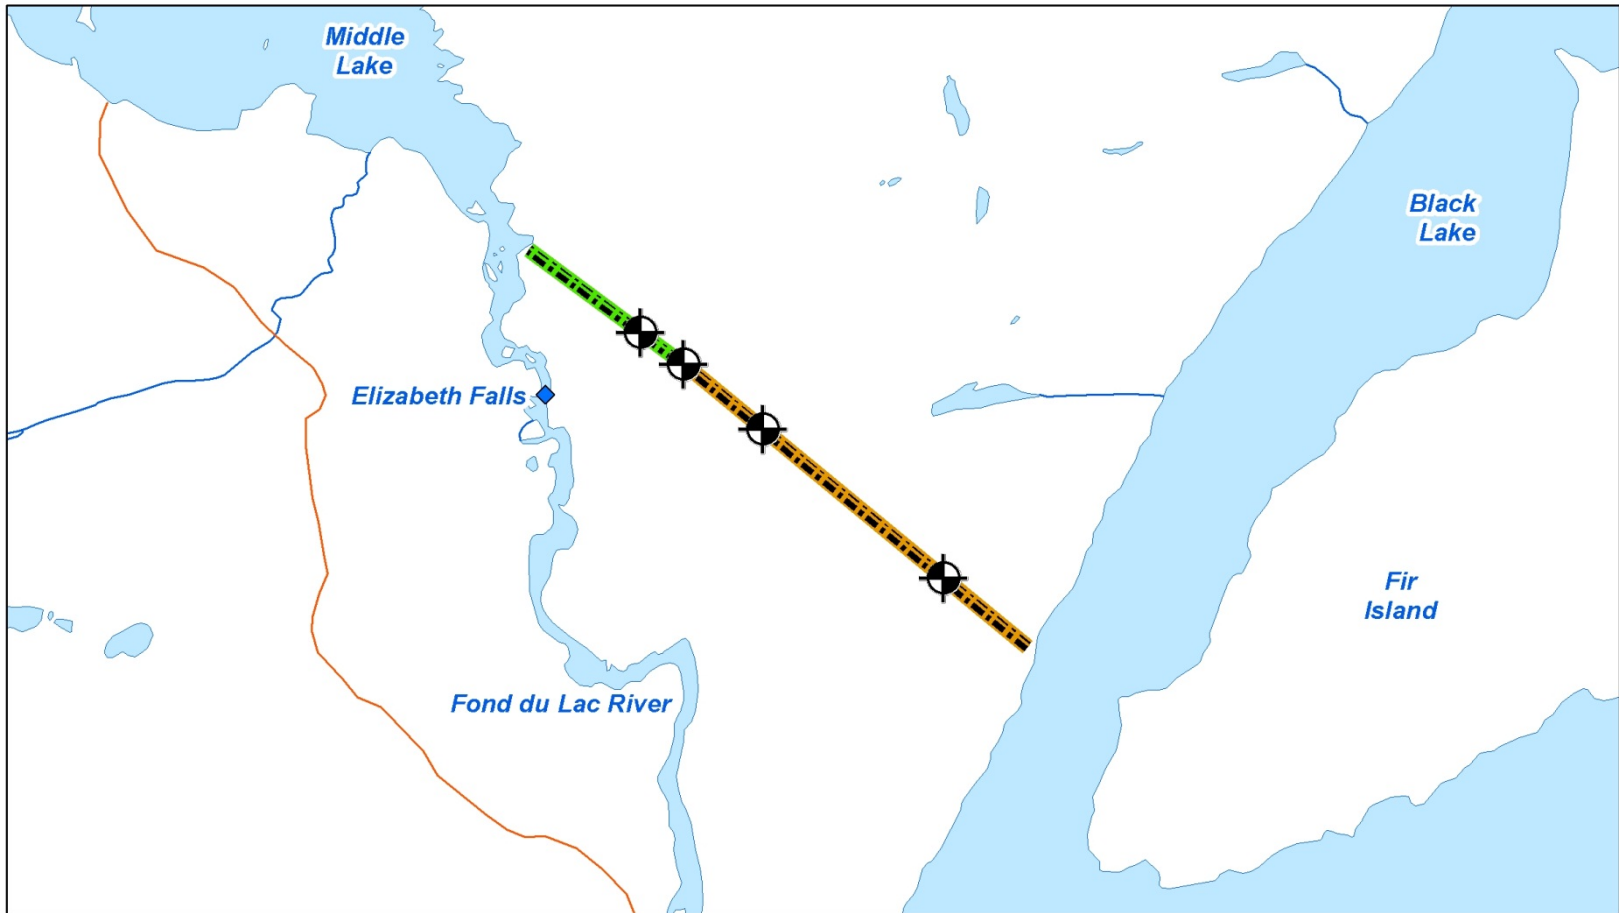 Middle
Lake
Black
Lake
Elizabeth Falls
Fir
Island
Fond du Lac River